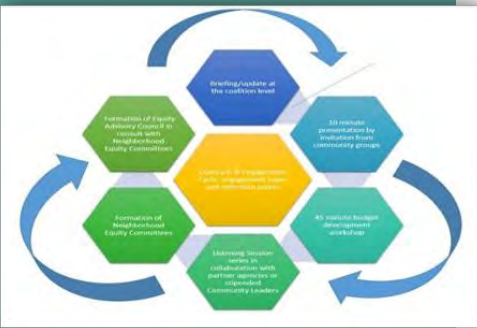 Briefing/update at
the coalition level
10 minute
presentation by
invitation from
community groups
45 minute budget
development
workshop
Listening Session
series in
collaboration with
partner agencies or
stipended
Community Leaders
Formation of
Neighborhood
Equity Committees
Formation of Equity
Advisory Council in
consult with
Neighborhood
Equity Committees